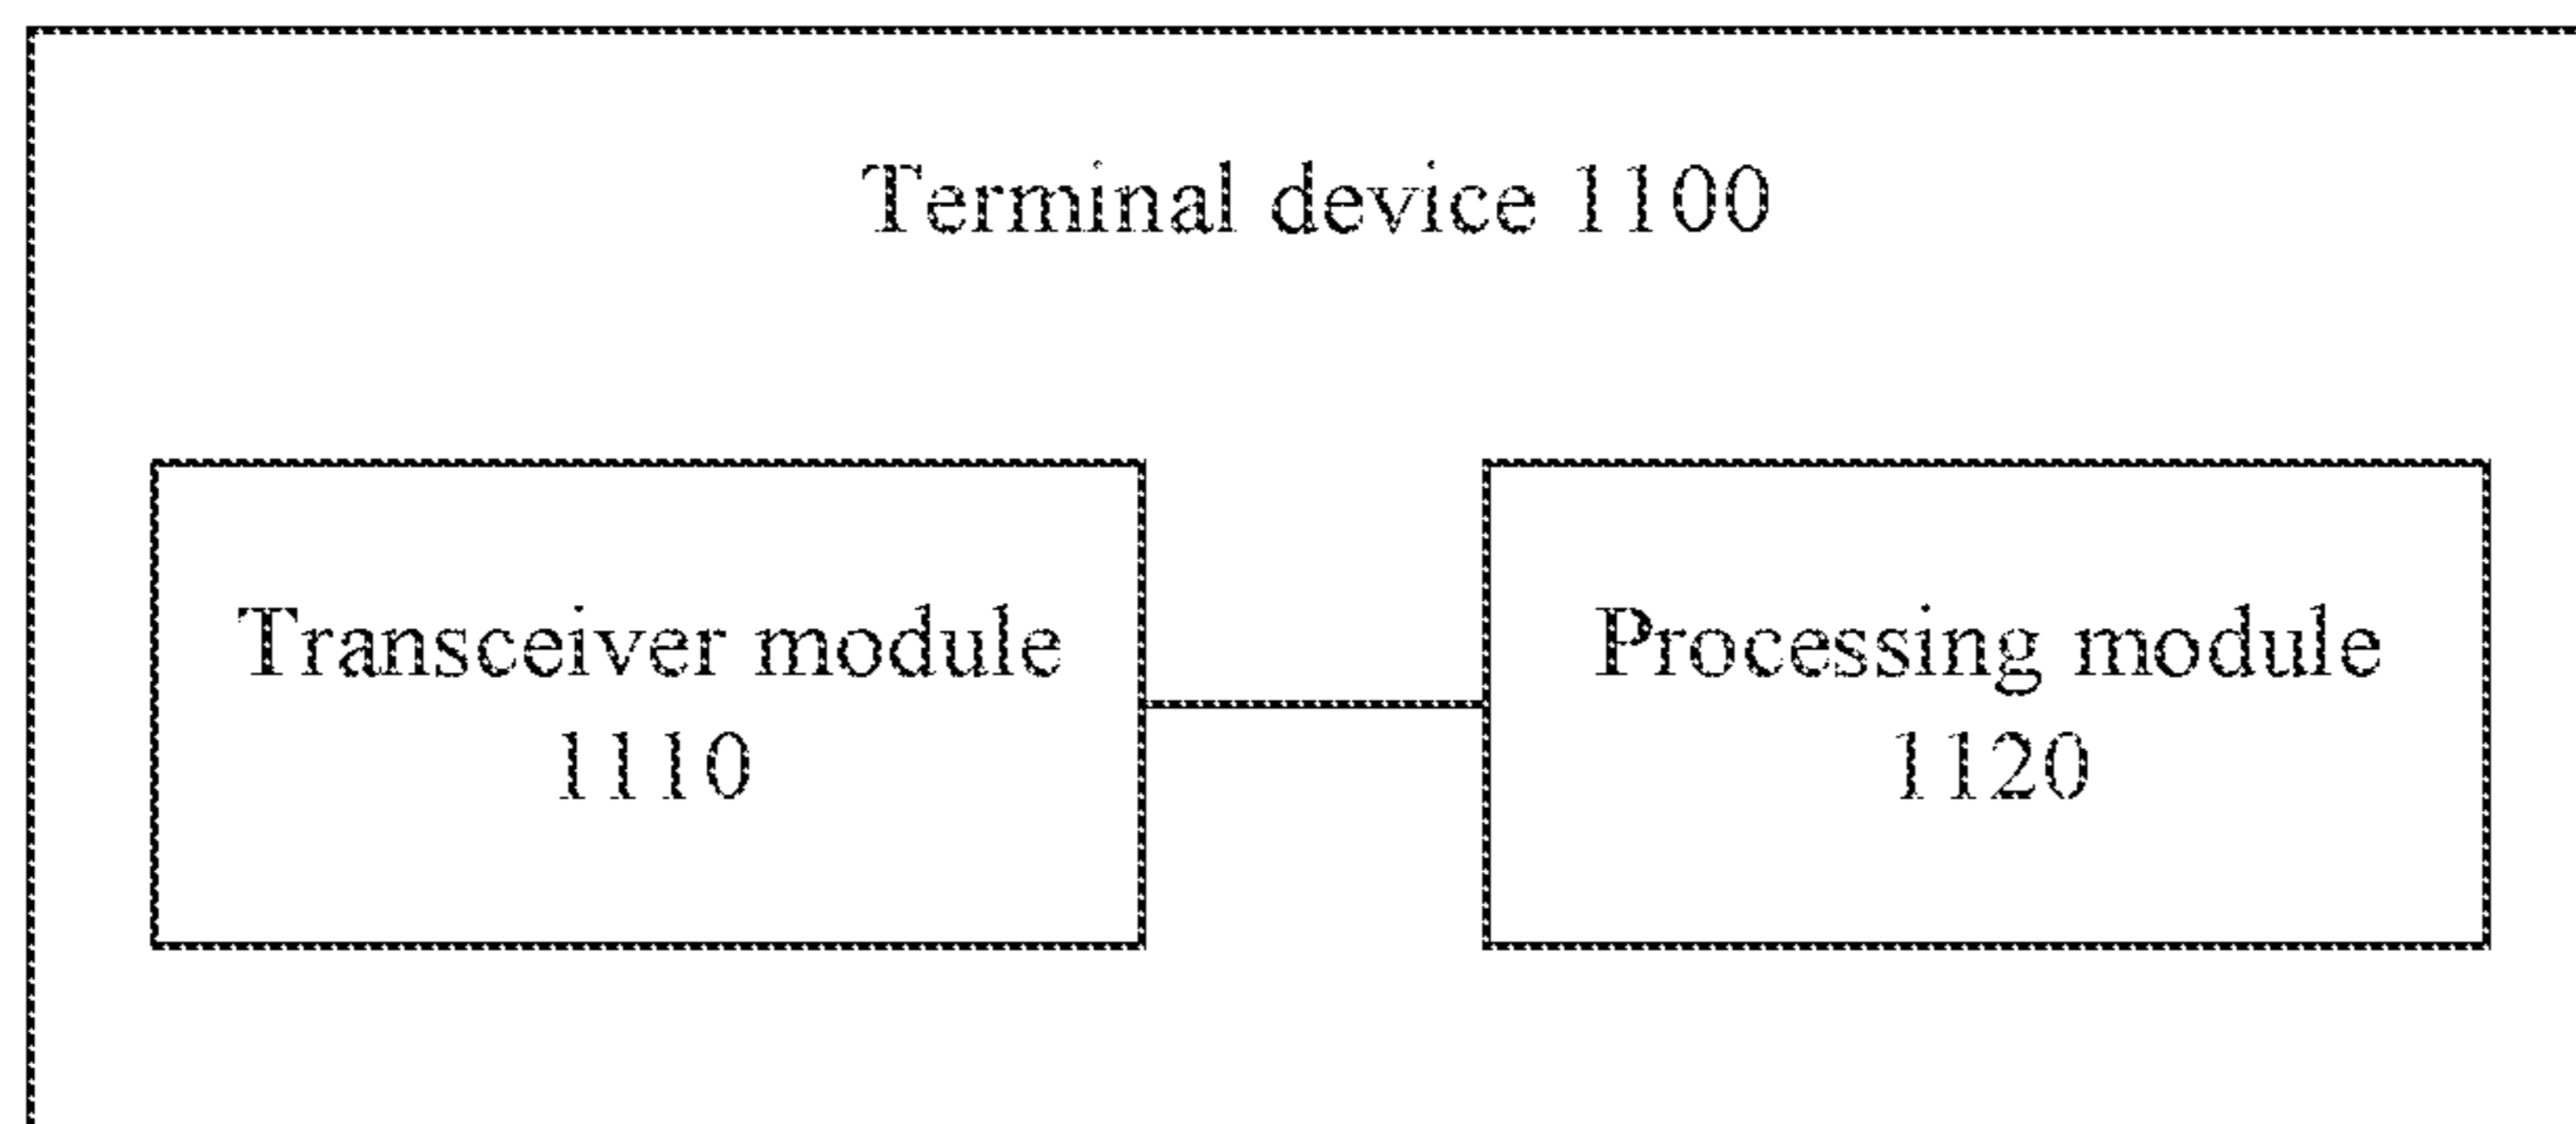 Terminal device 1100
Transceiver module
1110
Processing module
1120